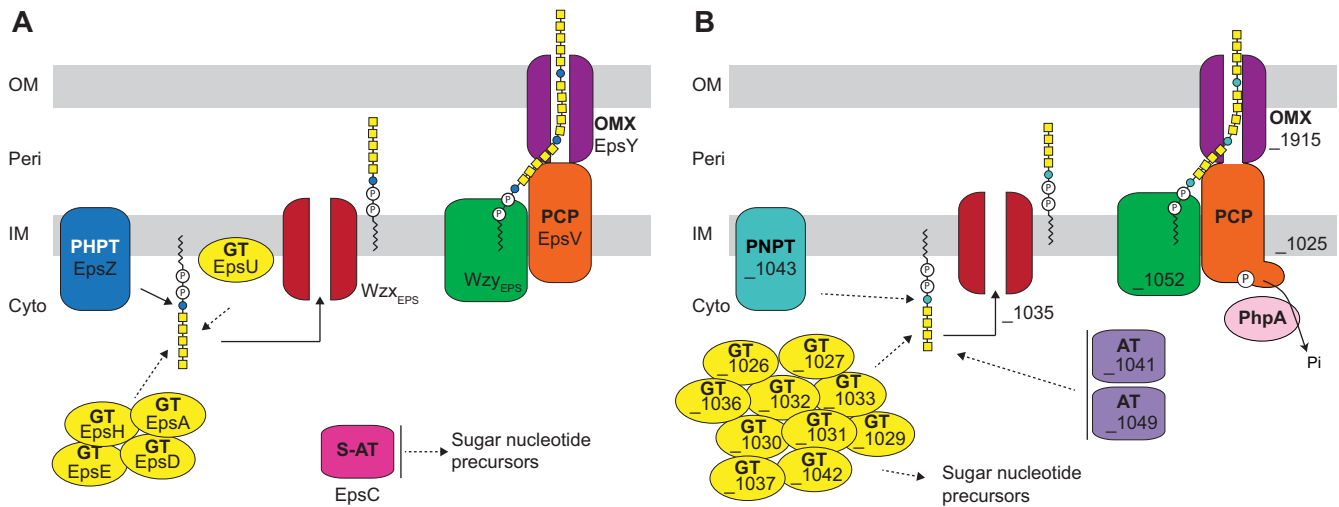 A
OM
Peri
IM
Cyto
PHPT
EpsZ
P
P
GT
EpsU
P
P
Wzx EPS
P
P
Wzy EPS
OMX
EpsY
PCP
EpsV
GT
EpsH
GT
EpsA
GT
EpsE
GT
EpsD
S-AT
EpsC
Sugar nucleotide
precursors
B
OM
Peri
IM
Cyto
PNPT
_1043
P
P
P
P
_1035
P
P
_1052
OMX
_1915
PCP
_1025
P
PhpA
Pi
GT
_1026
GT
_1027
GT
_1036
GT
_1032
GT
_1033
GT
_1030
GT
_1031
GT
_1029
GT
_1037
GT
_1042
AT
_1041
AT
_1049
Sugar nucleotide
precursors